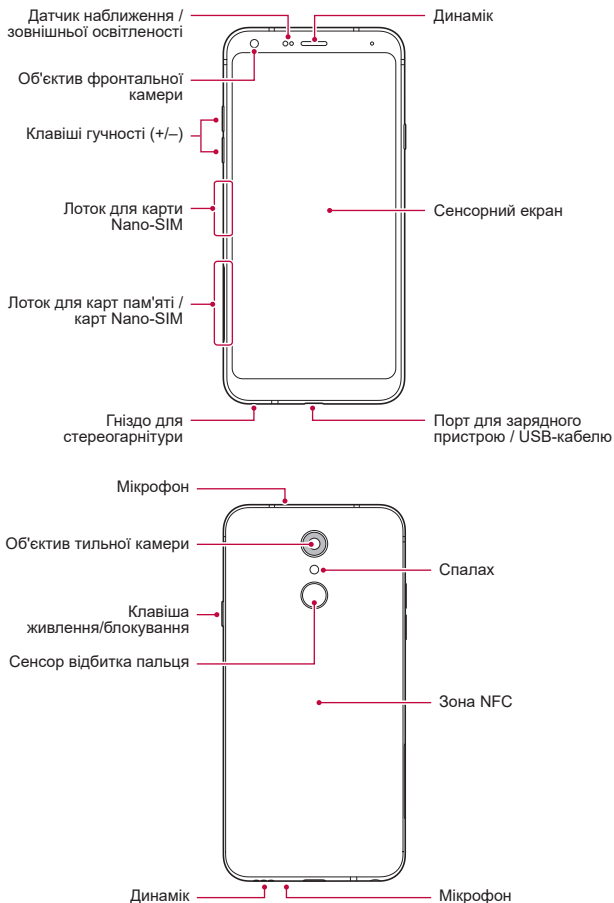 Датчик наближення /
зовнішньої освітленості
Динамік
Об'єктив фронтальної
камери
Клавіші гучності (+/–)
Лоток для карти
Nano-SIM
Сенсорний екран
Лоток для карт пам'яті /
карт Nano-SIM
Гніздо для
стереогарнітури
Порт для зарядного
пристрою / USB-кабелю
Мікрофон
Об'єктив тильної камери
Спалах
Клавіша
живлення/блокування
Сенсор відбитка пальця
Зона NFC
Динамік
Мікрофон